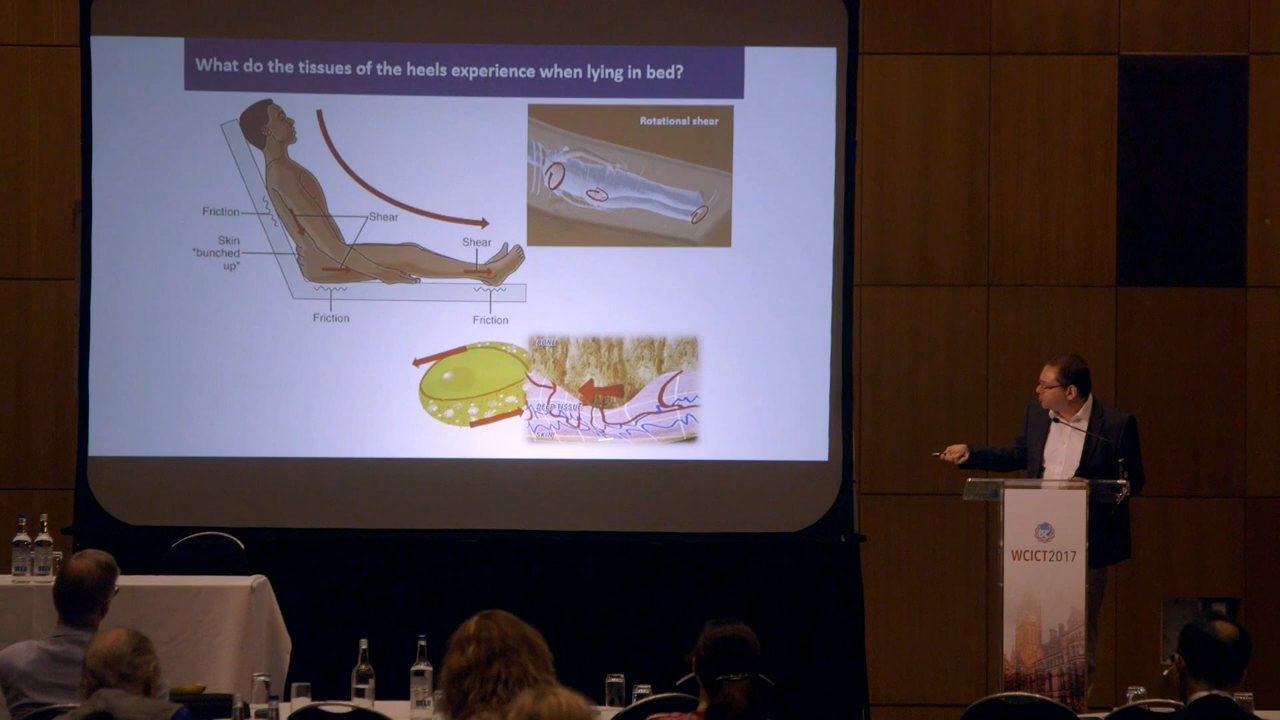 What do the tissues of the heels experience when lying in bed?
Rotational shear
Friction
Shear
Skin
"bunched
up"
Shear
Friction
Friction
BONE
DEEP TISSUE
SKIN
WCICT2017